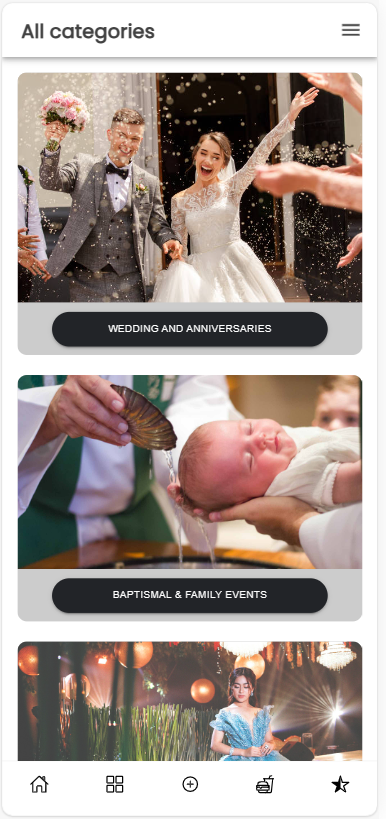 All categories
WEDDING AND ANNIVERSARIES
BAPTISMAL & FAMILY EVENTS